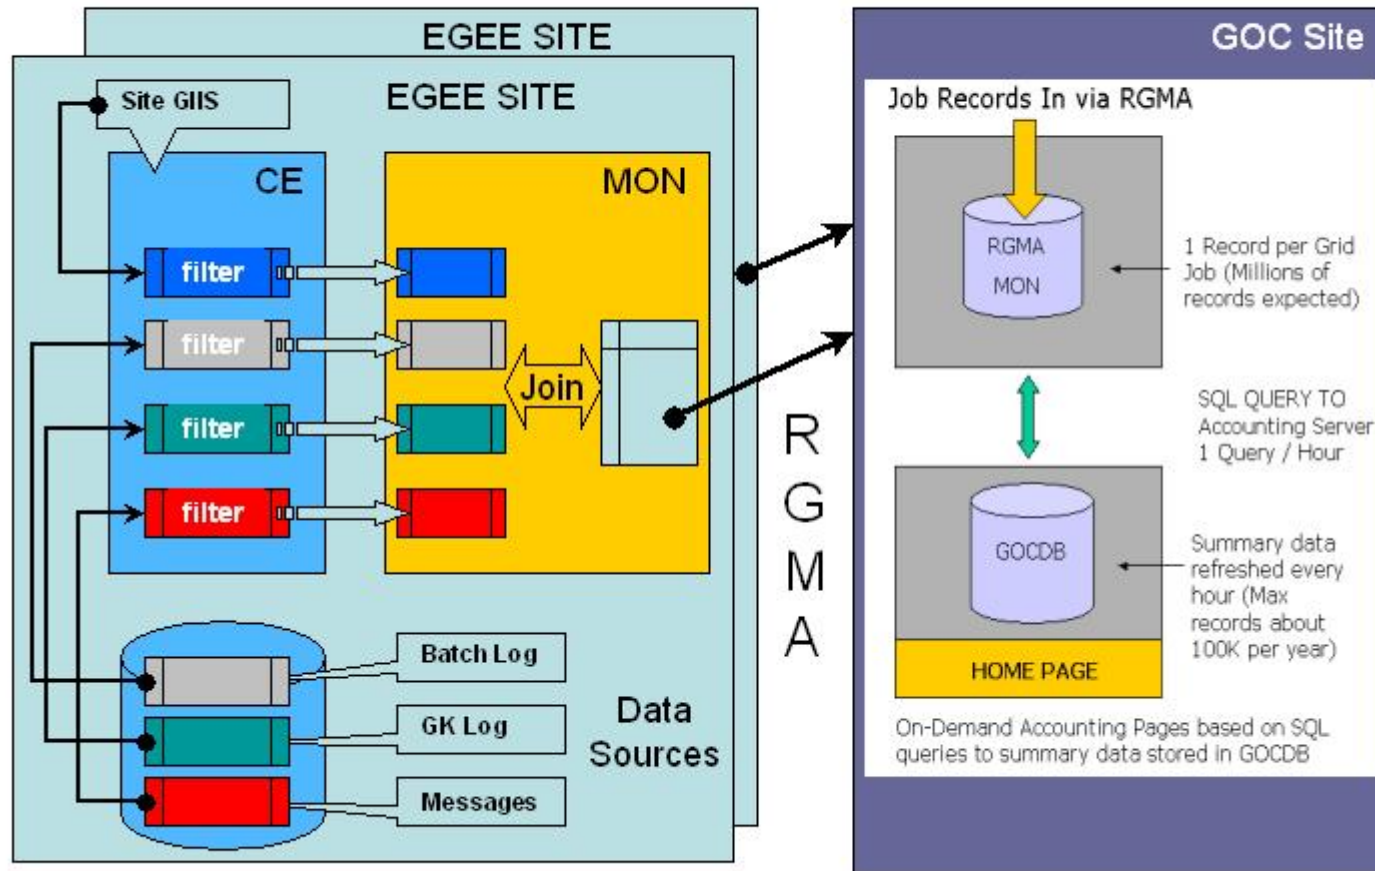 EGEE SITE
EGEE SITE
Site GIIS
CE
MON
filter
filter
filter
filter
Join
Batch Log
GK Log
Messages
Data
Sources
R
G
M
A
GOC Site
Job Records In via RGMA
RGMA
MON
1 Record per Grid
Job (Millions of
records expected)
SQL QUERY TO
Accounting Server
1 Query / Hour
GOCDB
Summary data
refreshed every
hour (Max
records about
100K per year)
HOME PAGE
On-Demand Accounting Pages based on SQL
queries to summary data stored in GOCDB